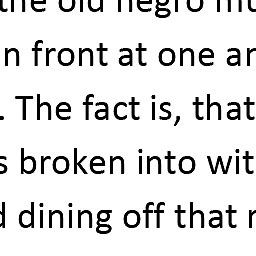 the old negro
n front at one
. The fact is, that
s broken into
dining off that